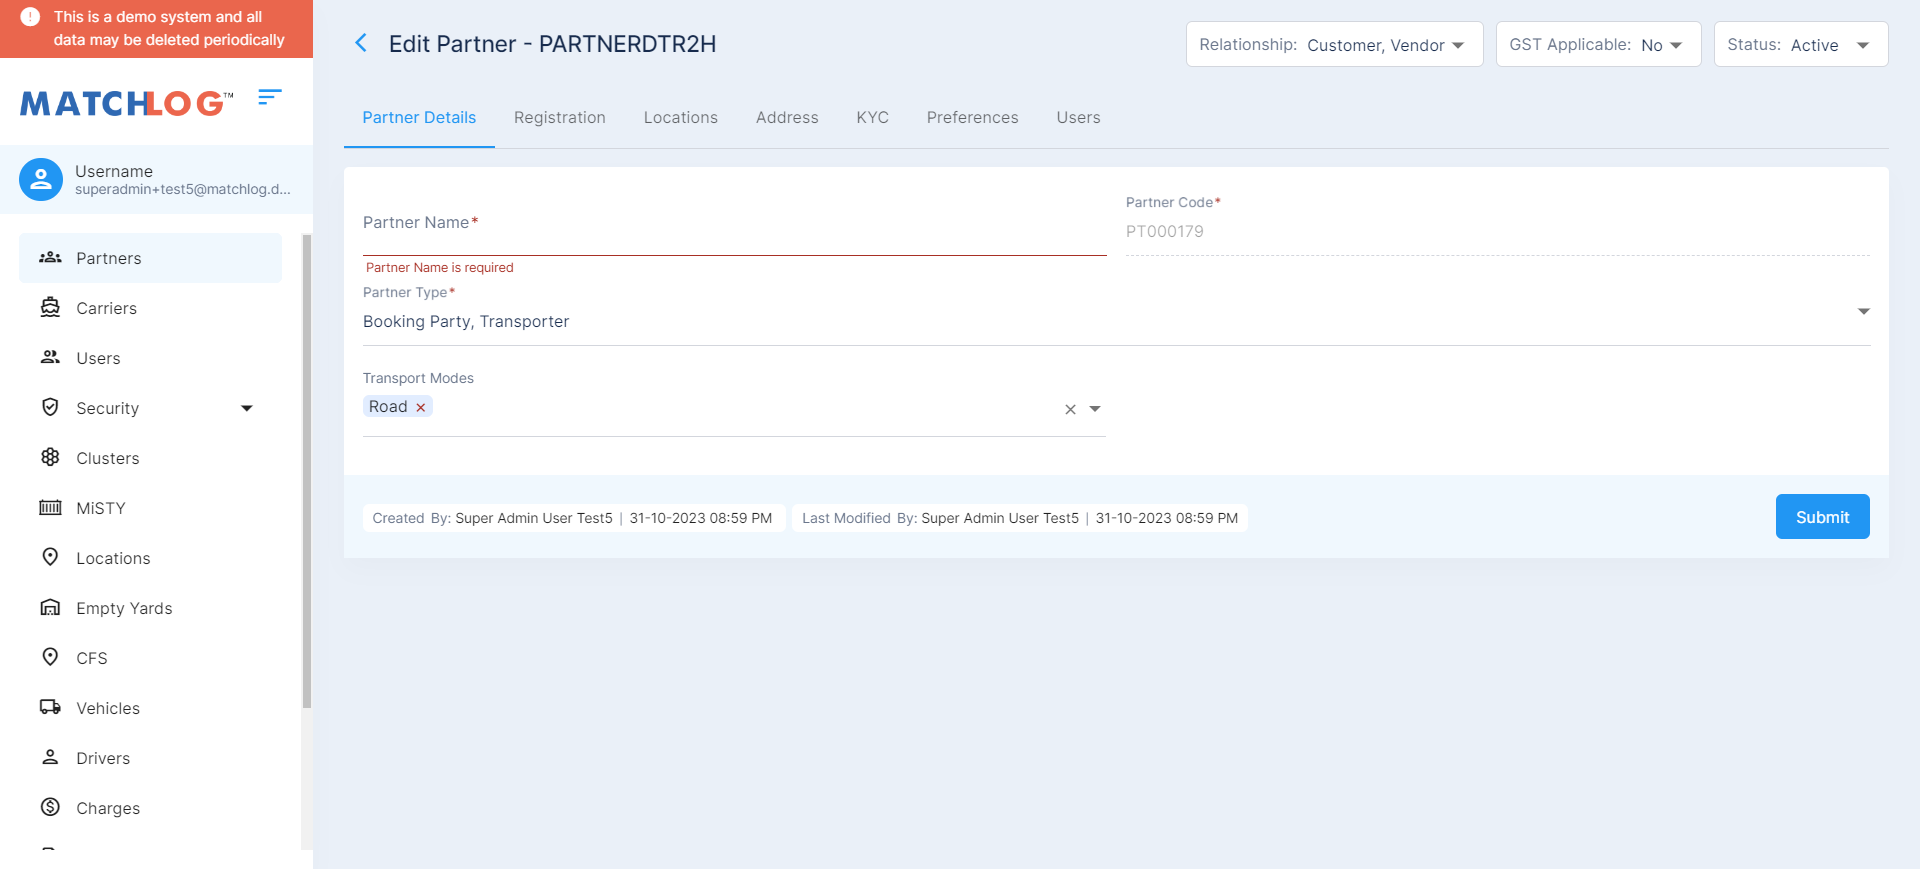 This is a demo system and all
data may be deleted periodically
MATCHLOG™
Username
superadmin+test5@matchlog.d...
Partners
Carriers
Users
Security
Clusters
MiSTY
Locations
Empty Yards
CFS
Vehicles
Drivers
Charges
Edit Partner - PARTNERDTR2H
Relationship: Customer, Vendor
GST Applicable: No
Status: Active
Partner Details
Registration
Locations
Address
KYC
Preferences
Users
Partner Name*
Partner Name is required
Partner Code*
PT000179
Partner Type*
Booking Party, Transporter
Transport Modes
Road
Created By: Super Admin User Test5 | 31-10-2023 08:59 PM
Last Modified By: Super Admin User Test5 | 31-10-2023 08:59 PM
Submit